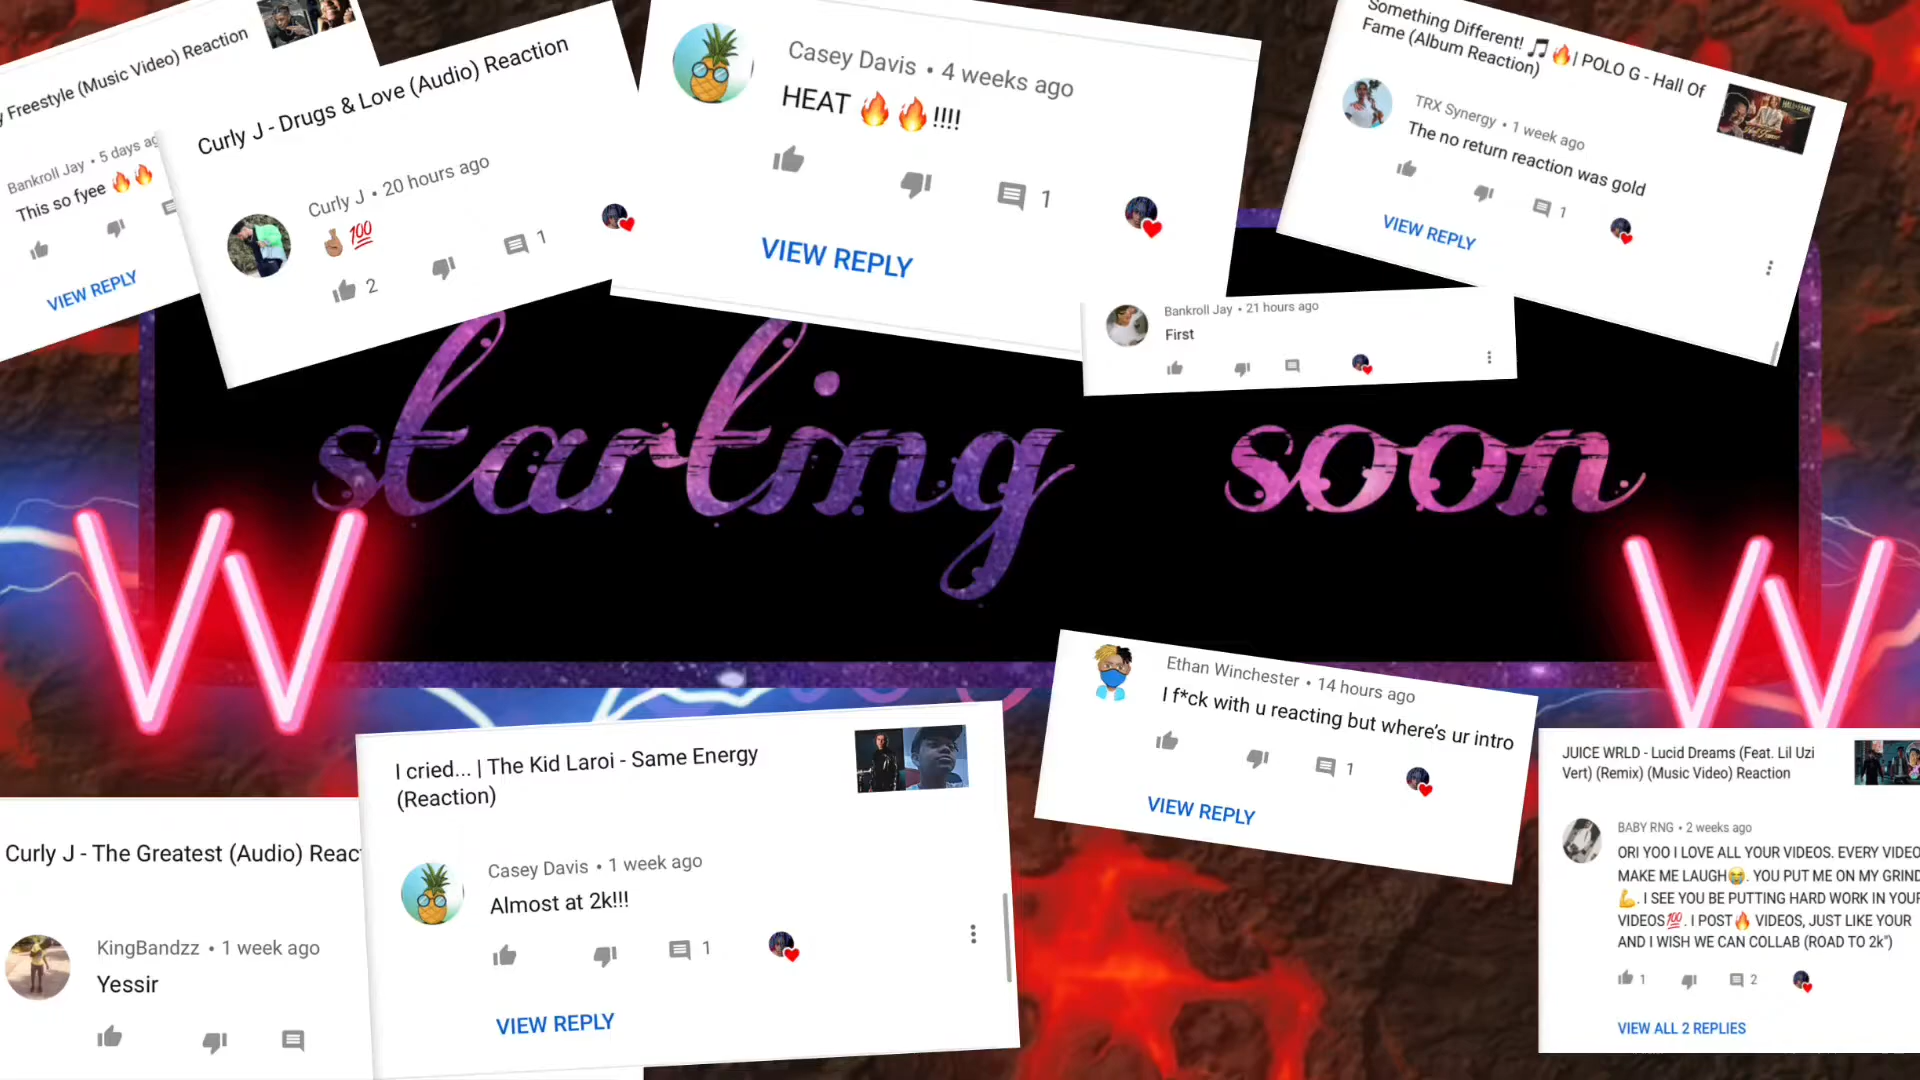 y Freestyle (Music Video) Reaction
Bankroll Jay • 5 days ag
This so fyee 🔥🔥
VIEW REPLY
Curly J - Drugs & Love (Audio) Reaction
Curly J • 20 hours ago
🤞🏽💯
2
1
Casey Davis • 4 weeks ago
HEAT 🔥🔥!!!!
1
VIEW REPLY
Something Different! 🎵🔥| POLO G - Hall Of
Fame (Album Reaction)
TRX Synergy • 1 week ago
The no return reaction was gold
1
VIEW REPLY
Bankroll Jay • 21 hours ago
First
starting soon
W
W
Ethan Winchester • 14 hours ago
I f*ck with u reacting but where's ur intro
1
VIEW REPLY
I cried... | The Kid Laroi - Same Energy
(Reaction)
Casey Davis • 1 week ago
Almost at 2k!!!
1
VIEW REPLY
Curly J - The Greatest (Audio) Reac
KingBandzz • 1 week ago
Yessir
JUICE WRLD - Lucid Dreams (Feat. Lil Uzi
Vert) (Remix) (Music Video) Reaction
BABY RNG • 2 weeks ago
ORI YOO I LOVE ALL YOUR VIDEOS. EVERY VIDEO
MAKE ME LAUGH😭. YOU PUT ME ON MY GRIND
💪. I SEE YOU BE PUTTING HARD WORK IN YOUR
VIDEOS💯. I POST🔥 VIDEOS, JUST LIKE YOUR
AND I WISH WE CAN COLLAB (ROAD TO 2k")
1
2
VIEW ALL 2 REPLIES